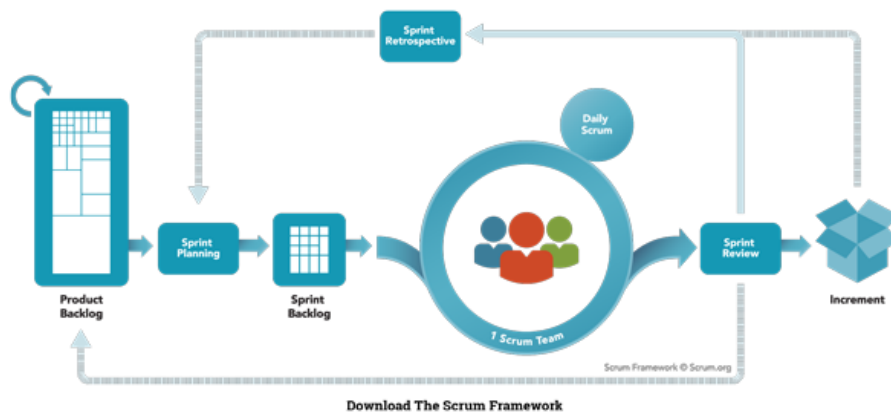 Sprint
Retrospective
Daily
Scrum
Sprint
Planning
Sprint
Review
Product
Backlog
Sprint
Backlog
1 Scrum Team
Increment
Scrum Framework © Scrum.org
Download The Scrum Framework